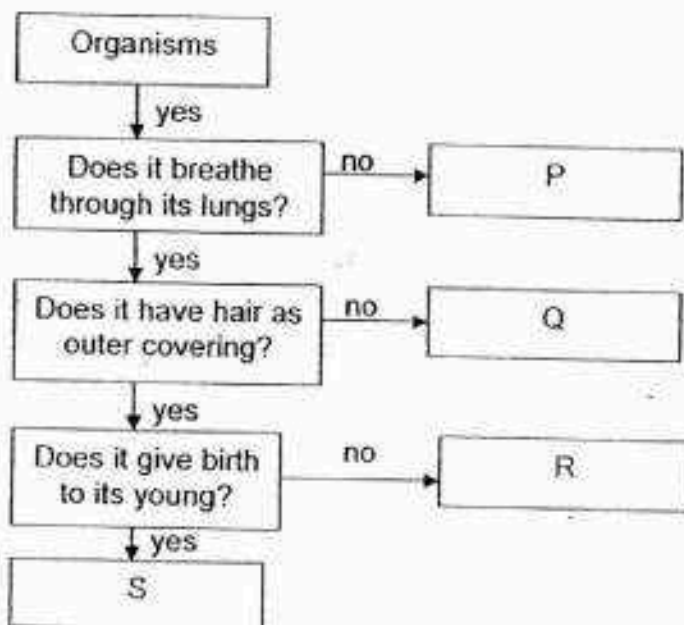 Organisms
yes
Does it breathe
through its lungs?
no
P
yes
Does it have hair as
outer covering?
no
Q
yes
Does it give birth
to its young?
no
R
yes
S